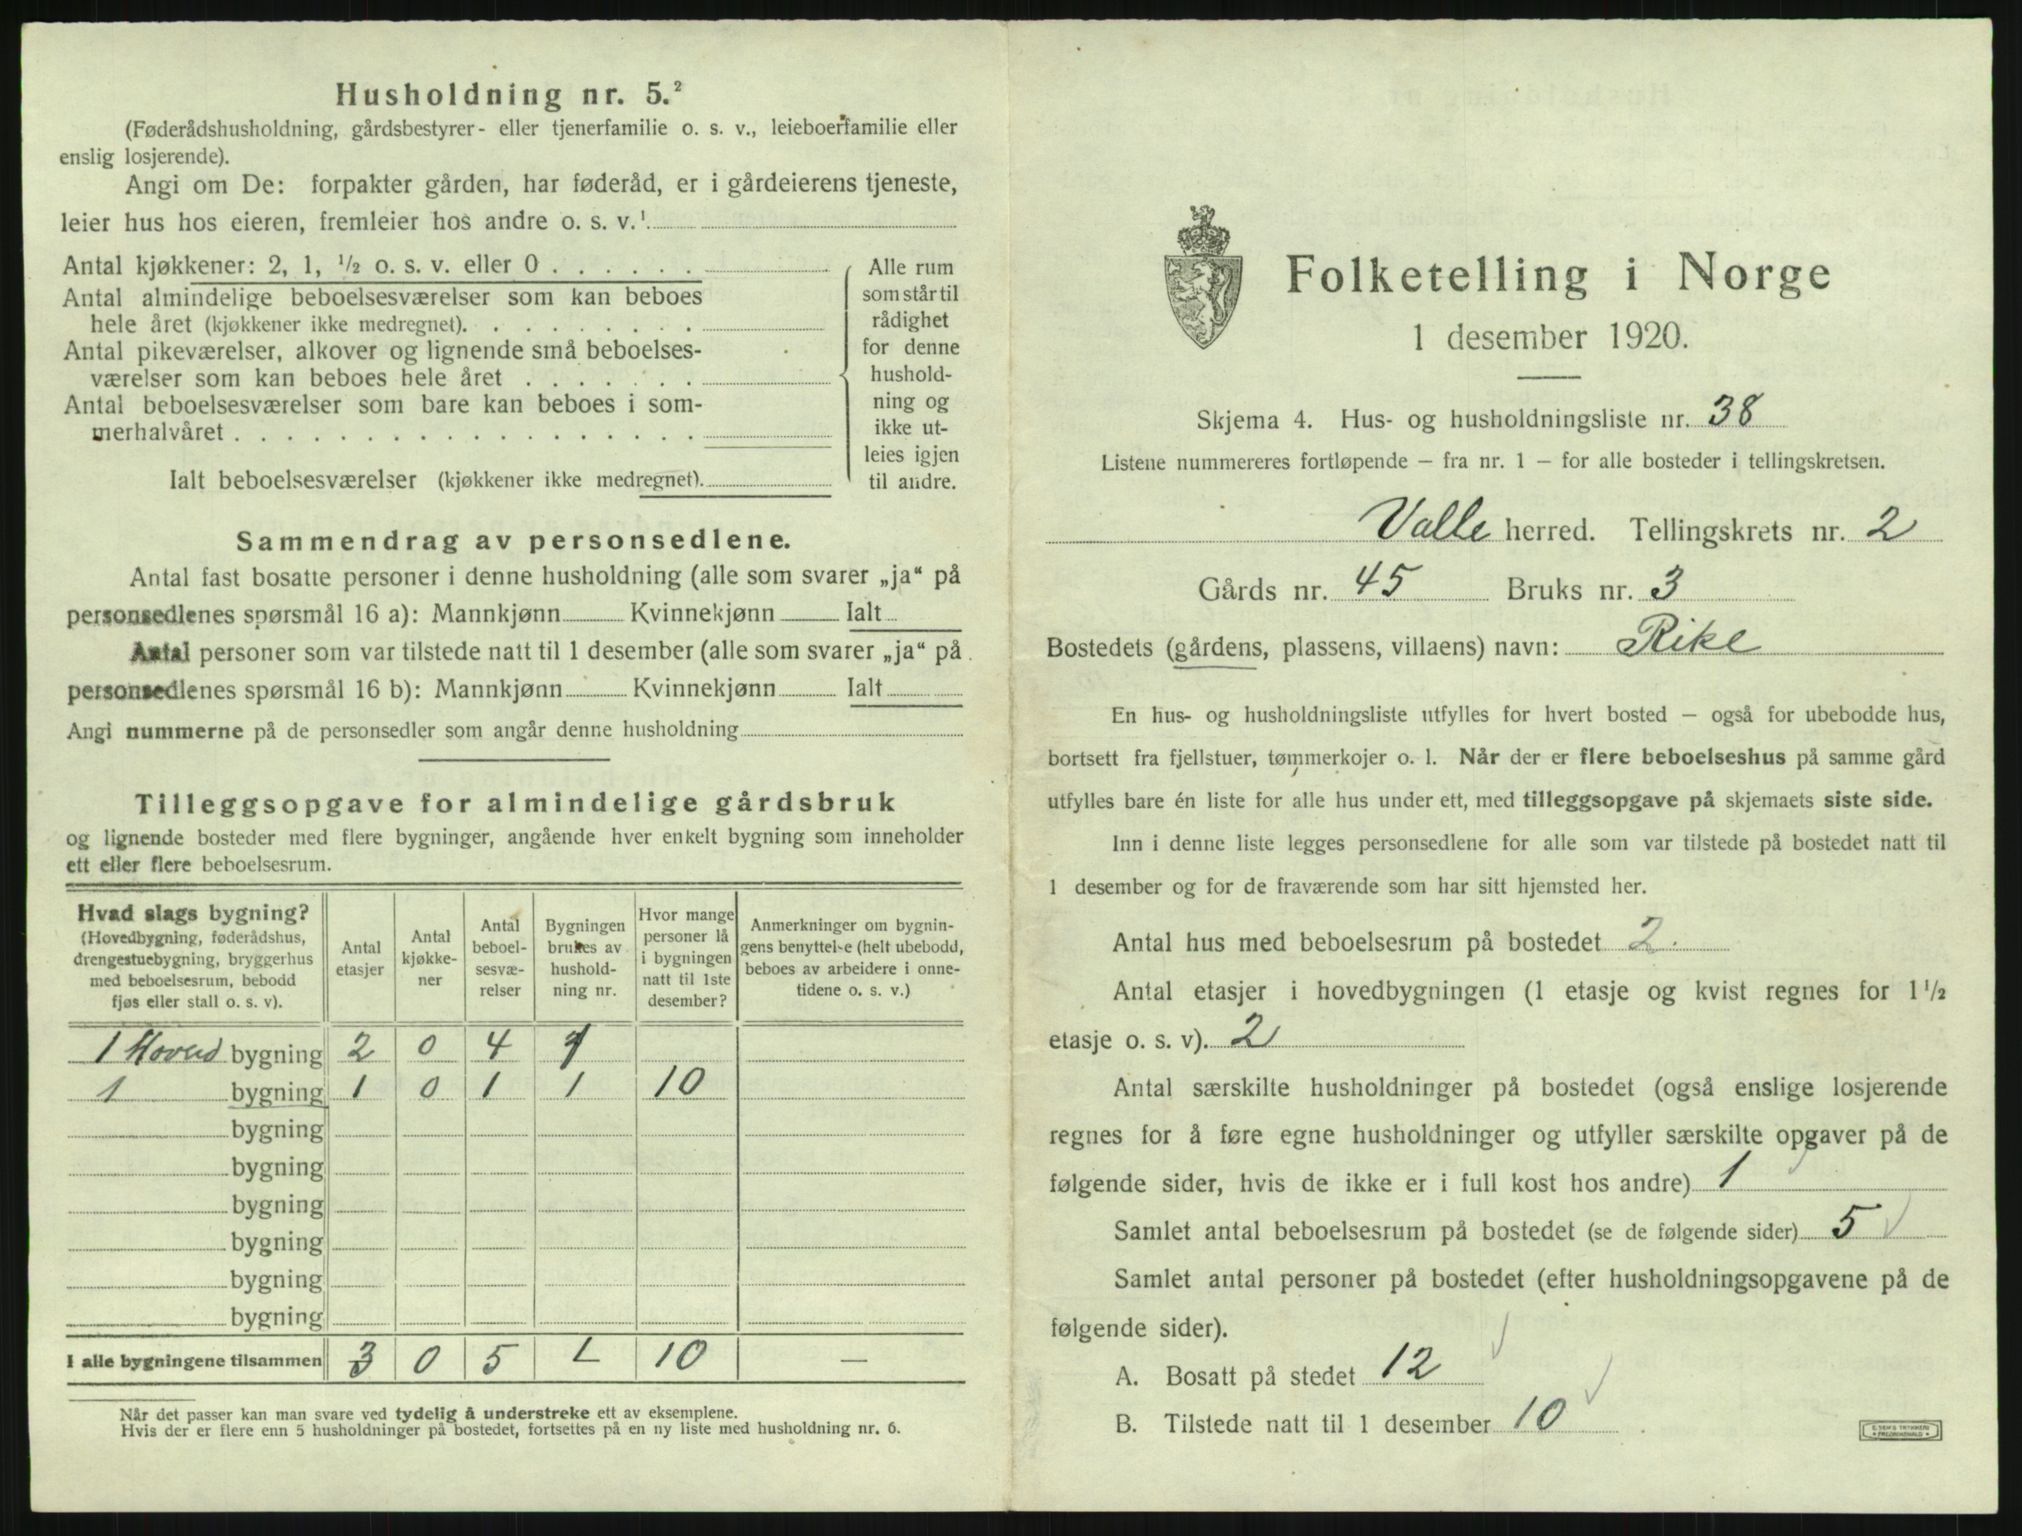 Husholdning nr. 5.²
(Føderådshusholdning, gårdsbestyrer- eller tjenerfamilie o. s. v., leieboerfamilie eller
enslig losjerende).
Angi om De: forpakter gården, har føderåd, er i gårdeierens tjeneste,
leier hus hos eieren, fremleier hos andre o. s. v.¹
Antal kjøkkener: 2, 1, ½ o. s. v. eller 0 . . . . . .
Antal almindelige beboelsesværelser som kan beboes
hele året (kjøkkener ikke medregnet). . . . . . . . .
Antal pikeværelser, alkover og lignende små beboelses-
værelser som kan beboes hele året . . . . . . .
Antal beboelsesværelser som bare kan beboes i som-
merhalvåret . . . . . . . . . . . . . . . . . .
Ialt beboelsesværelser (kjøkkener ikke medregnet).
Alle rum
som står til
rådighet
for denne
hushold-
ning og
ikke ut-
leies igjen
til andre.
Sammendrag av personsedlene.
Antal fast bosatte personer i denne husholdning (alle som svarer „ja“ på
personsedlenes spørsmål 16 a): Mannkjønn Kvinnekjønn Ialt
Antal personer som var tilstede natt til 1 desember (alle som svarer „ja“ på
personsedlenes spørsmål 16 b): Mannkjønn Kvinnekjønn Ialt
Angi nummerne på de personsedler som angår denne husholdning
Tilleggsopgave for almindelige gårdsbruk
og lignende bosteder med flere bygninger, angående hver enkelt bygning som inneholder
ett eller flere beboelsesrum.
Hvad slags bygning?
(Hovedbygning, føderådshus,
drengestuebygning, bryggerhus
med beboelsesrum, bebodd
fjøs eller stall o. s. v).
Antal
etasjer
Antal
kjøkke-
ner
Antal
beboel-
sesvæ-
relser
Bygningen
brukes av
hushold-
ning nr.
Hvor mange
personer lå
i bygningen
natt til 1ste
desember?
Anmerkninger om bygnin-
gens benyttelse (helt ubebodd,
beboes av arbeidere i onne-
tidene o. s. v.)
1 Hoved bygning 2 0 4 1
1 bygning 1 0 1 1 10
bygning
bygning
bygning
bygning
bygning
bygning
I alle bygningene tilsammen 3 0 5 10 —
Når det passer kan man svare ved tydelig å understreke ett av eksemplene.
Hvis der er flere enn 5 husholdninger på bostedet, fortsettes på en ny liste med husholdning nr. 6.
Folketelling i Norge
1 desember 1920.
Skjema 4. Hus- og husholdningsliste nr. 38
Listene nummereres fortløpende – fra nr. 1 – for alle bosteder i tellingskretsen.
Valle herred. Tellingskrets nr. 2
Gårds nr. 45 Bruks nr. 3
Bostedets (gårdens, plassens, villaens) navn: Rike
En hus- og husholdningsliste utfylles for hvert bosted – også for ubebodde hus,
bortsett fra fjellstuer, tømmerkojer o. l. Når der er flere beboelseshus på samme gård
utfylles bare én liste for alle hus under ett, med tilleggsopgave på skjemaets siste side.
Inn i denne liste legges personsedlene for alle som var tilstede på bostedet natt til
1 desember og for de fraværende som har sitt hjemsted her.
Antal hus med beboelsesrum på bostedet 2
Antal etasjer i hovedbygningen (1 etasje og kvist regnes for 1½
etasje o. s. v). 2
Antal særskilte husholdninger på bostedet (også enslige losjerende
regnes for å føre egne husholdninger og utfyller særskilte opgaver på de
følgende sider, hvis de ikke er i full kost hos andre) 1
Samlet antal beboelsesrum på bostedet (se de følgende sider) 5
Samlet antal personer på bostedet (efter husholdningsopgavene på de
følgende sider).
A. Bosatt på stedet 12
B. Tilstede natt til 1 desember 10